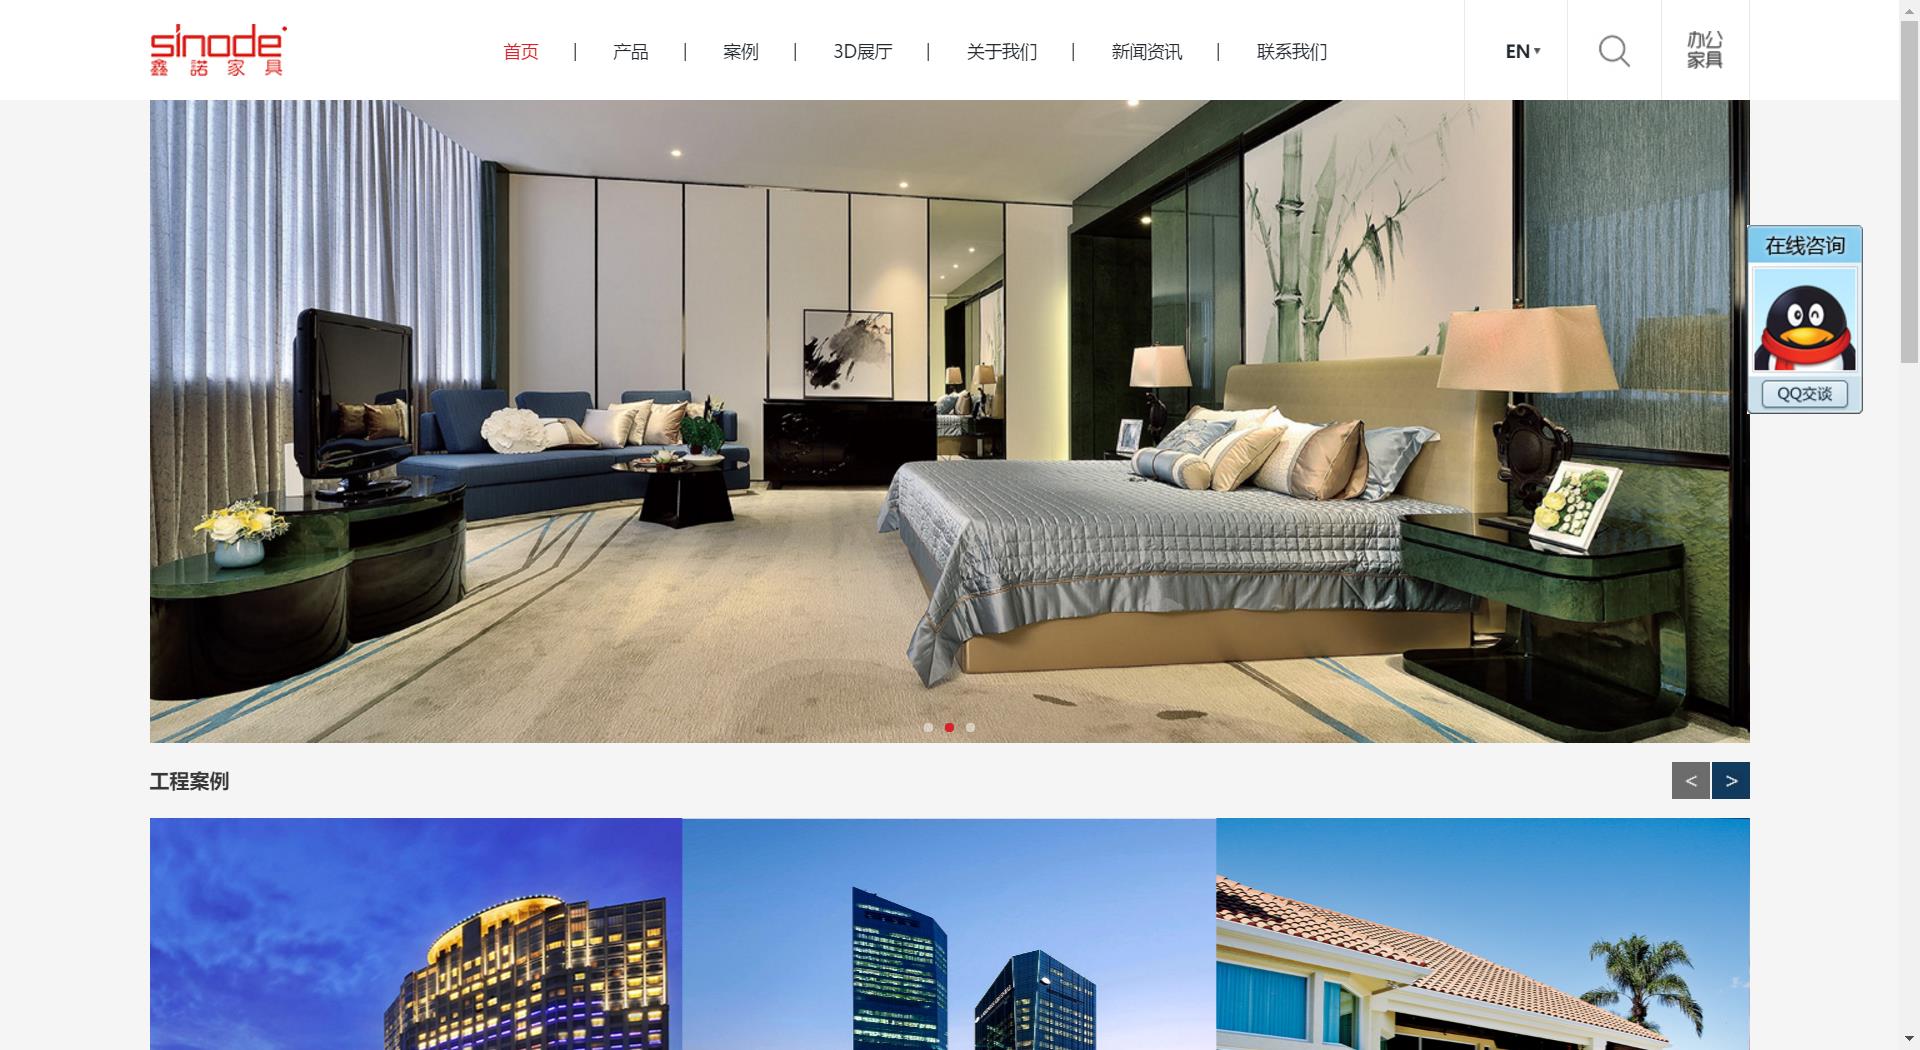 sinode
鑫諾家具
首页 | 产品 | 案例 | 3D展厅 | 关于我们 | 新闻资讯 | 联系我们
EN▾
办公
家具
在线咨询
QQ交谈
工程案例
< >